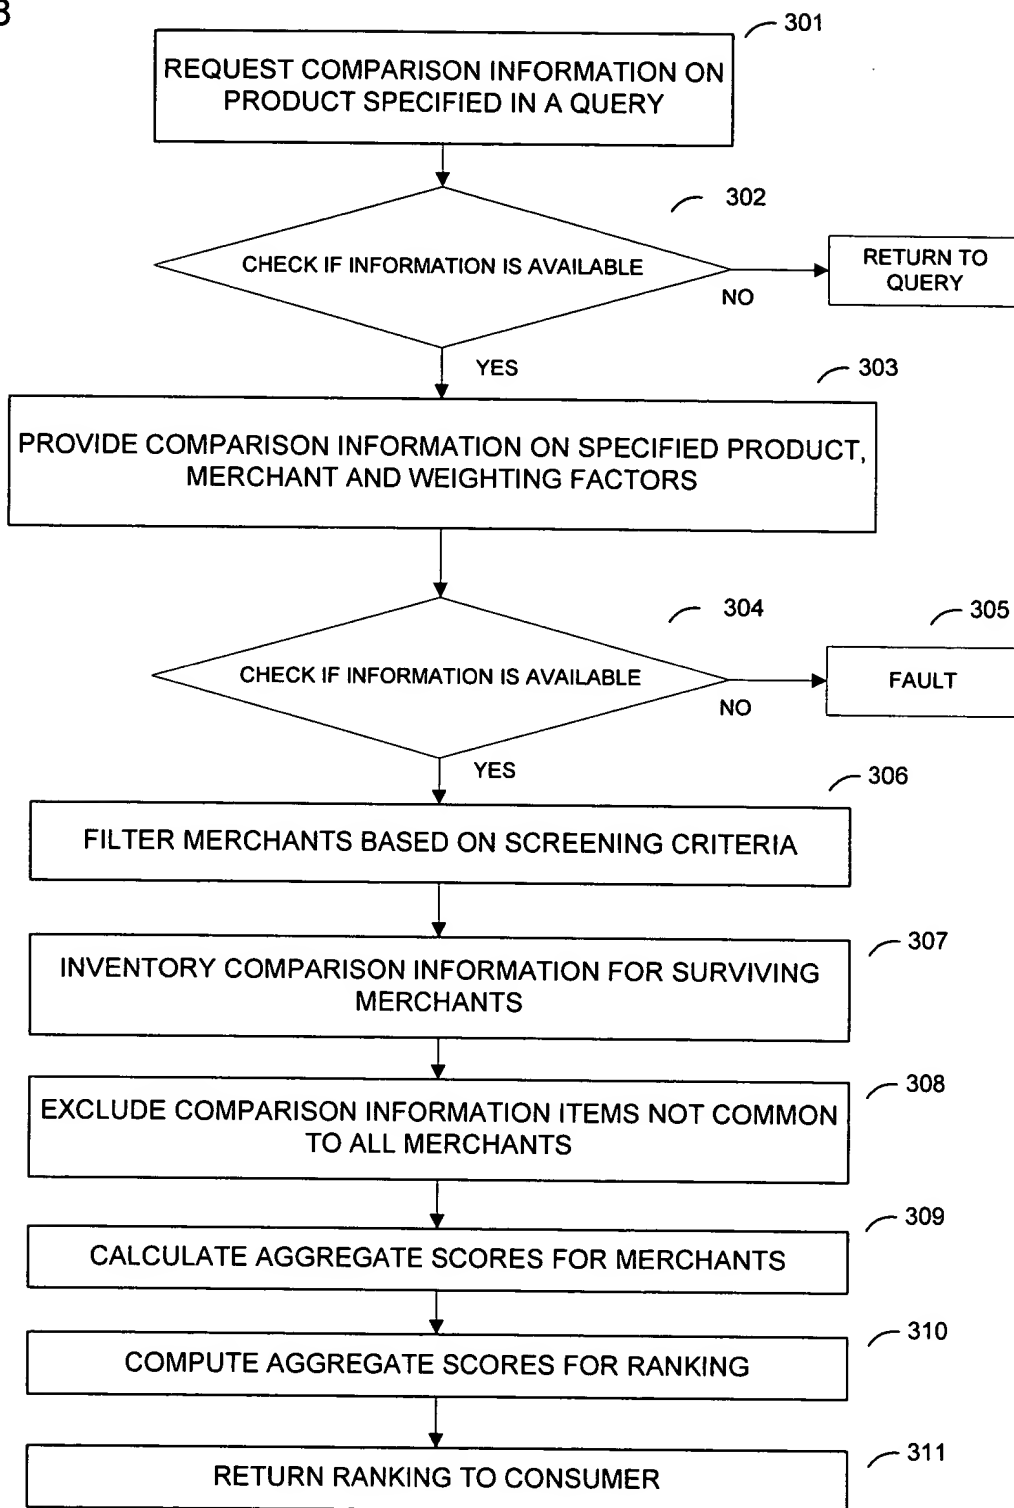 301
REQUEST COMPARISON INFORMATION ON
PRODUCT SPECIFIED IN A QUERY
302
CHECK IF INFORMATION IS AVAILABLE
RETURN TO
QUERY
NO
YES
303
PROVIDE COMPARISON INFORMATION ON SPECIFIED PRODUCT,
MERCHANT AND WEIGHTING FACTORS
304
305
CHECK IF INFORMATION IS AVAILABLE
FAULT
NO
YES
306
FILTER MERCHANTS BASED ON SCREENING CRITERIA
307
INVENTORY COMPARISON INFORMATION FOR SURVIVING
MERCHANTS
308
EXCLUDE COMPARISON INFORMATION ITEMS NOT COMMON
TO ALL MERCHANTS
309
CALCULATE AGGREGATE SCORES FOR MERCHANTS
310
COMPUTE AGGREGATE SCORES FOR RANKING
311
RETURN RANKING TO CONSUMER